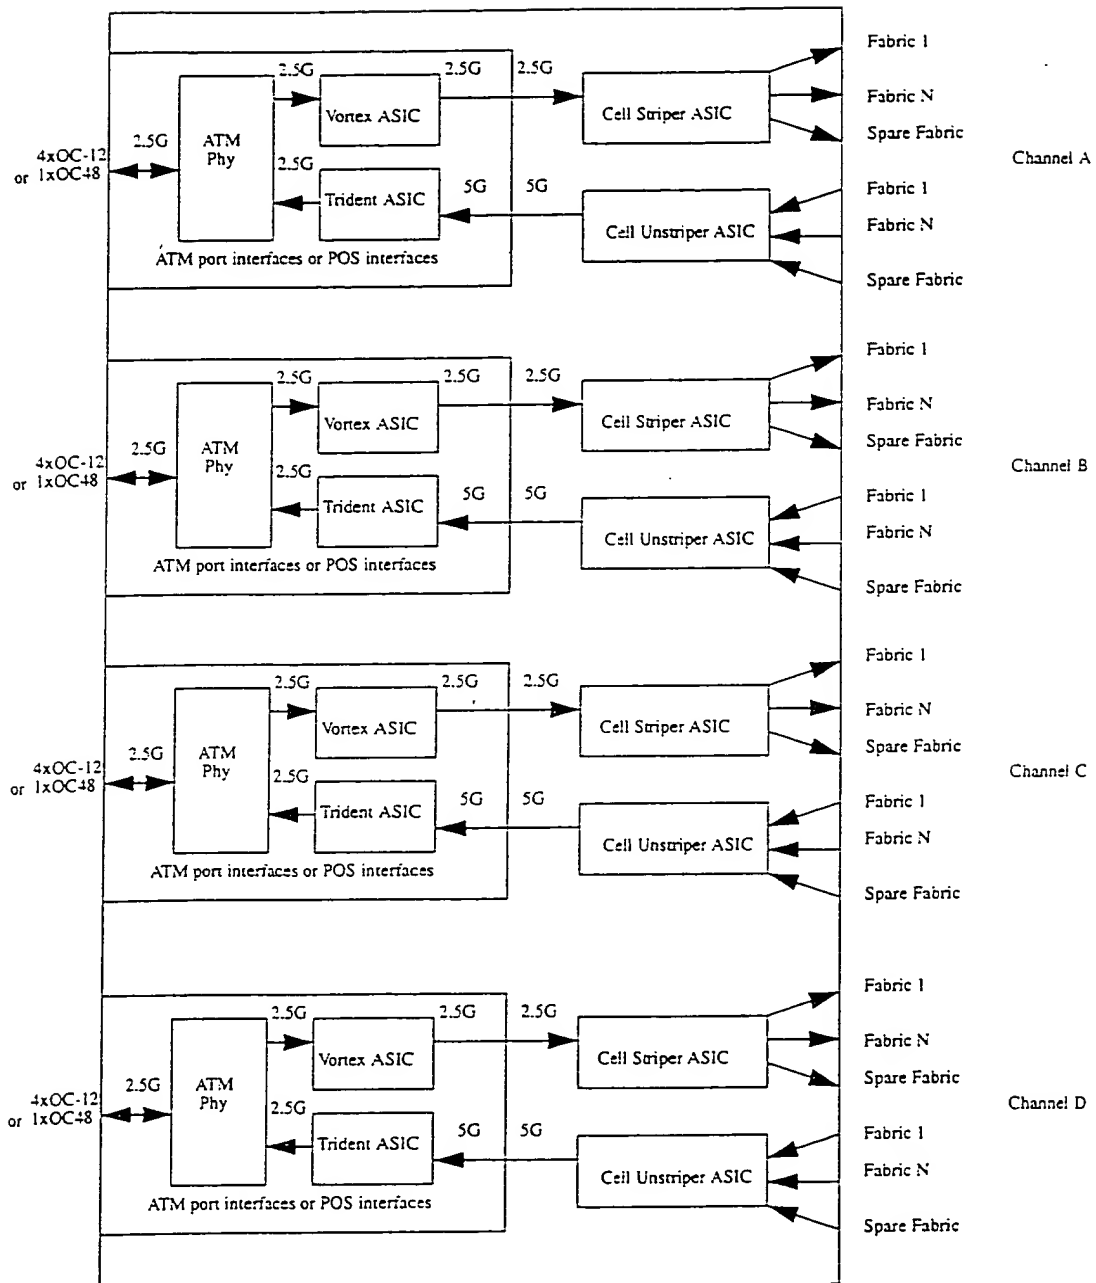 Fabric 1
2.5G 2.5G 2.5G
Fabric N
Vortex ASIC
Cell Striper ASIC
Spare Fabric
2.5G
ATM
Phy
4xOC-12
or 1xOC48
2.5G
Channel A
5G 5G
Fabric 1
Trident ASIC
Fabric N
Cell Unstriper ASIC
ATM port interfaces or POS interfaces
Spare Fabric
Fabric 1
2.5G 2.5G 2.5G
Fabric N
Vortex ASIC
Cell Striper ASIC
Spare Fabric
2.5G
ATM
Phy
4xOC-12
or 1xOC48
2.5G
Channel B
5G 5G
Fabric 1
Trident ASIC
Fabric N
Cell Unstriper ASIC
ATM port interfaces or POS interfaces
Spare Fabric
Fabric 1
2.5G 2.5G 2.5G
Fabric N
Vortex ASIC
Cell Striper ASIC
Spare Fabric
2.5G
ATM
Phy
4xOC-12
or 1xOC48
2.5G
Channel C
5G 5G
Fabric 1
Trident ASIC
Fabric N
Cell Unstriper ASIC
ATM port interfaces or POS interfaces
Spare Fabric
Fabric 1
2.5G 2.5G 2.5G
Fabric N
Vortex ASIC
Cell Striper ASIC
Spare Fabric
2.5G
ATM
Phy
4xOC-12
or 1xOC48
2.5G
Channel D
5G 5G
Fabric 1
Trident ASIC
Fabric N
Cell Unstriper ASIC
ATM port interfaces or POS interfaces
Spare Fabric